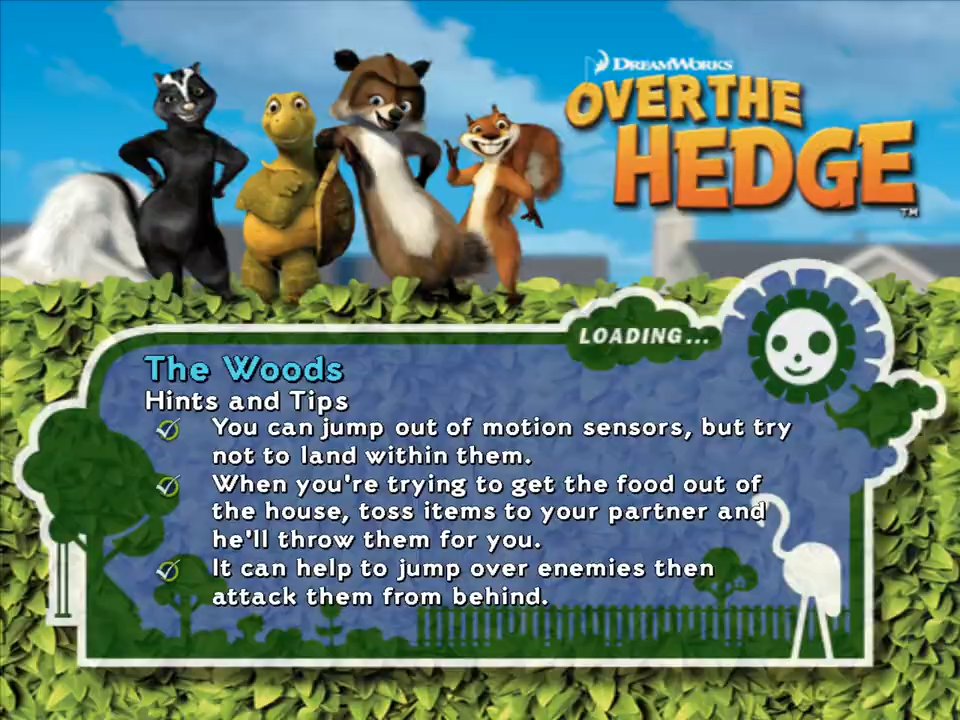 DREAMWORKS
OVER THE
HEDGE™
LOADING...
The Woods
Hints and Tips
You can jump out of motion sensors, but try
not to land within them.
When you're trying to get the food out of
the house, toss items to your partner and
he'll throw them for you.
It can help to jump over enemies then
attack them from behind.